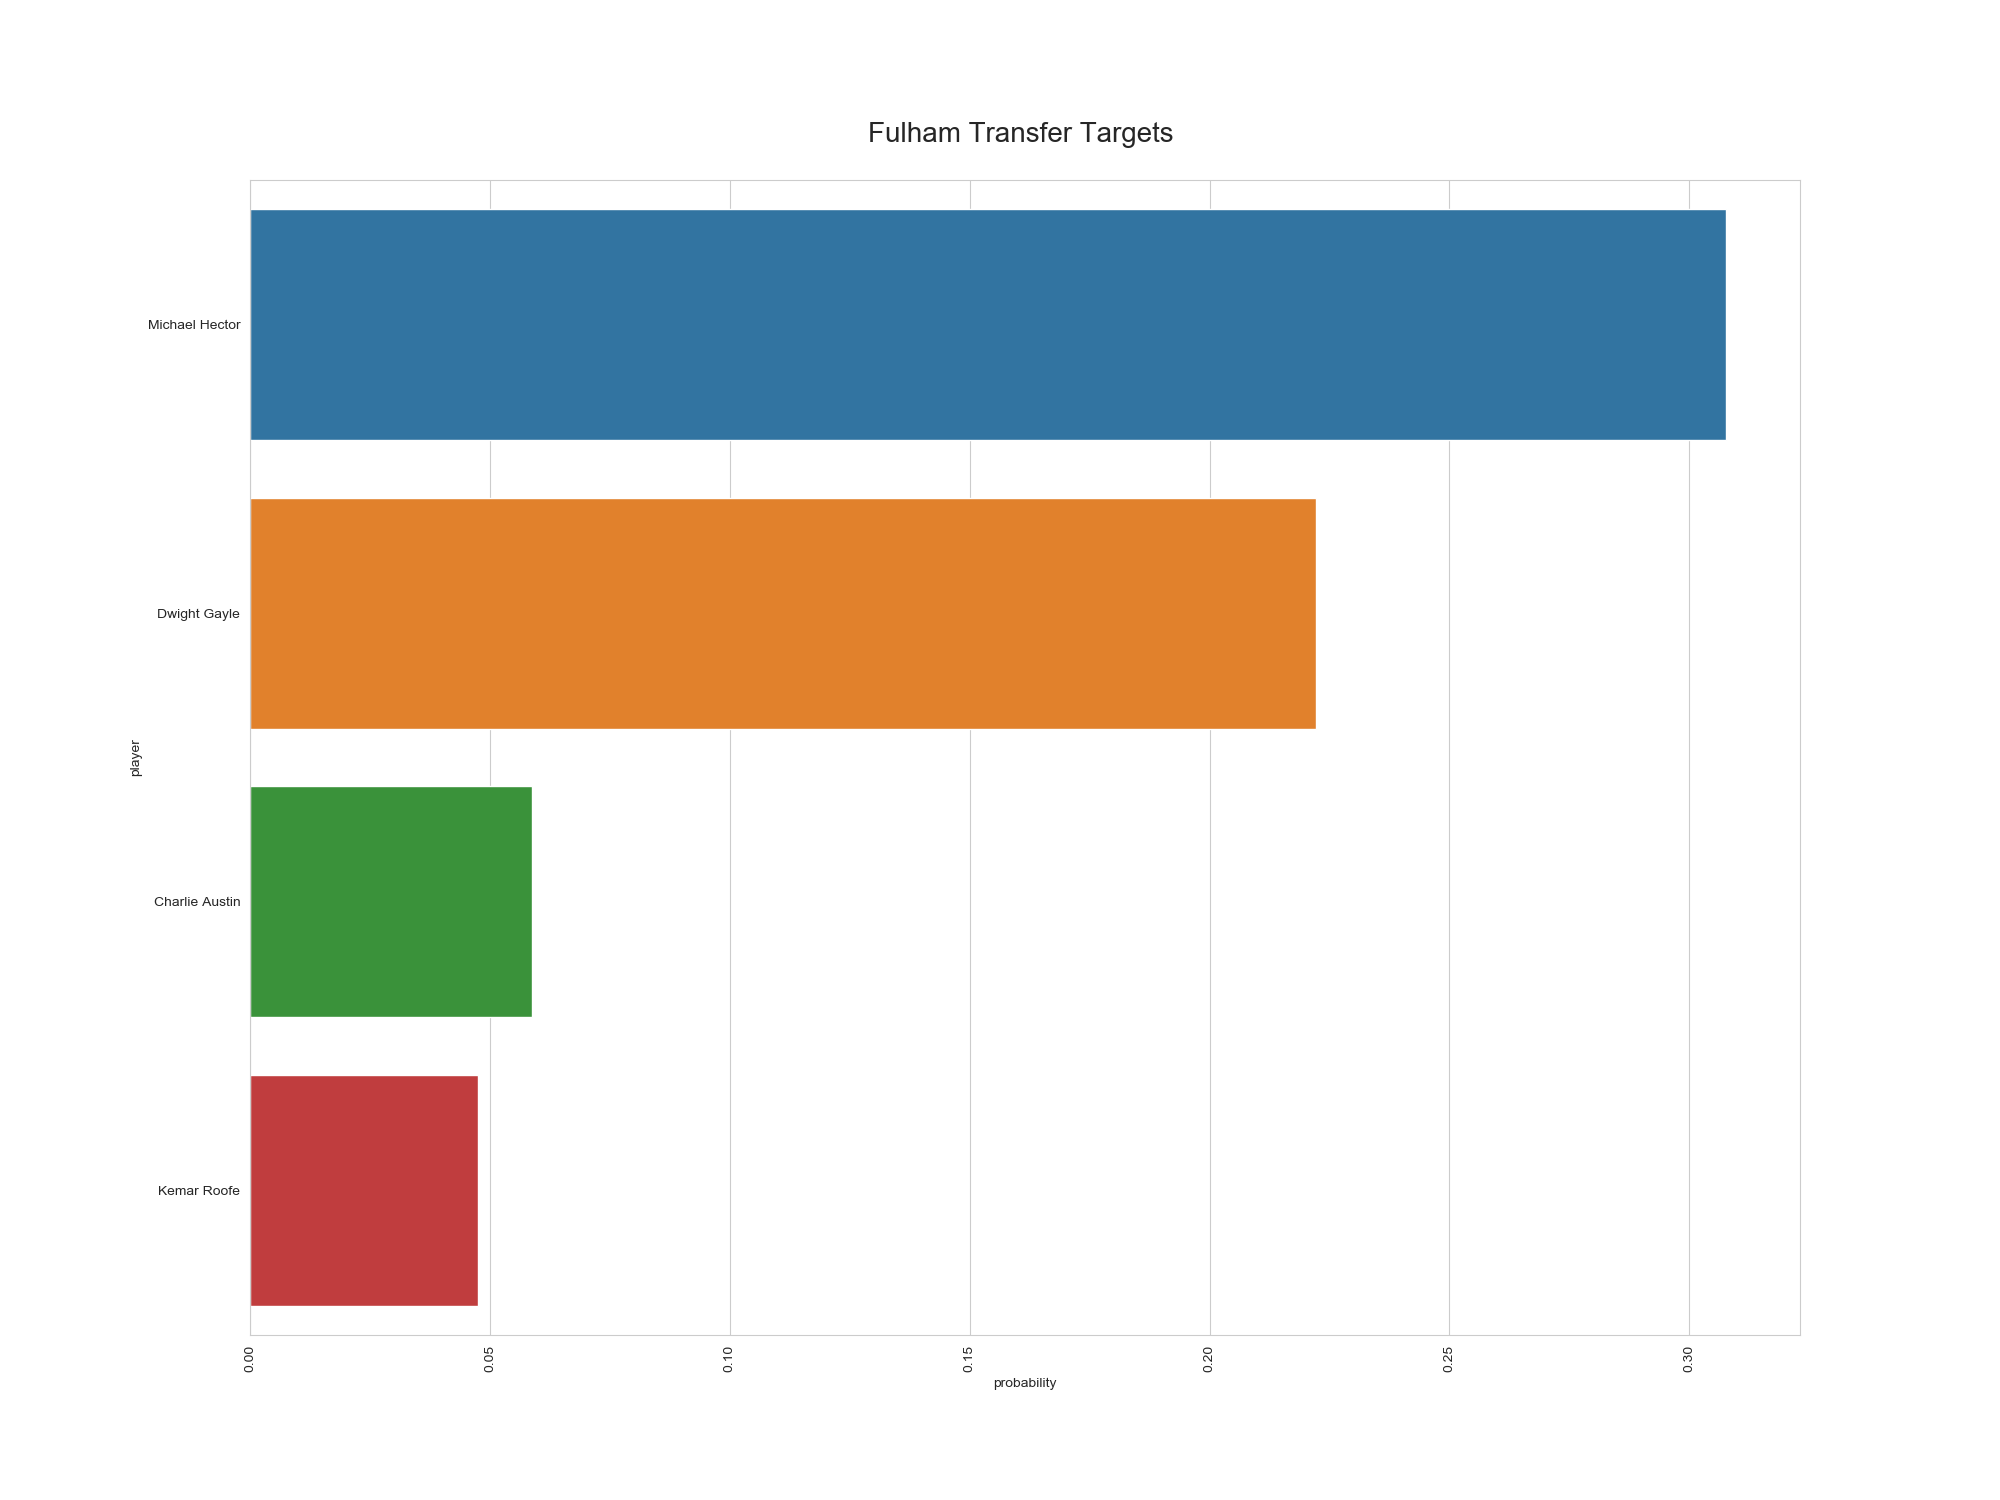 Fulham Transfer Targets
Michael Hector
Dwight Gayle
Charlie Austin
Kemar Roofe
player
0.00
0.05
0.10
0.15
0.20
0.25
0.30
probability